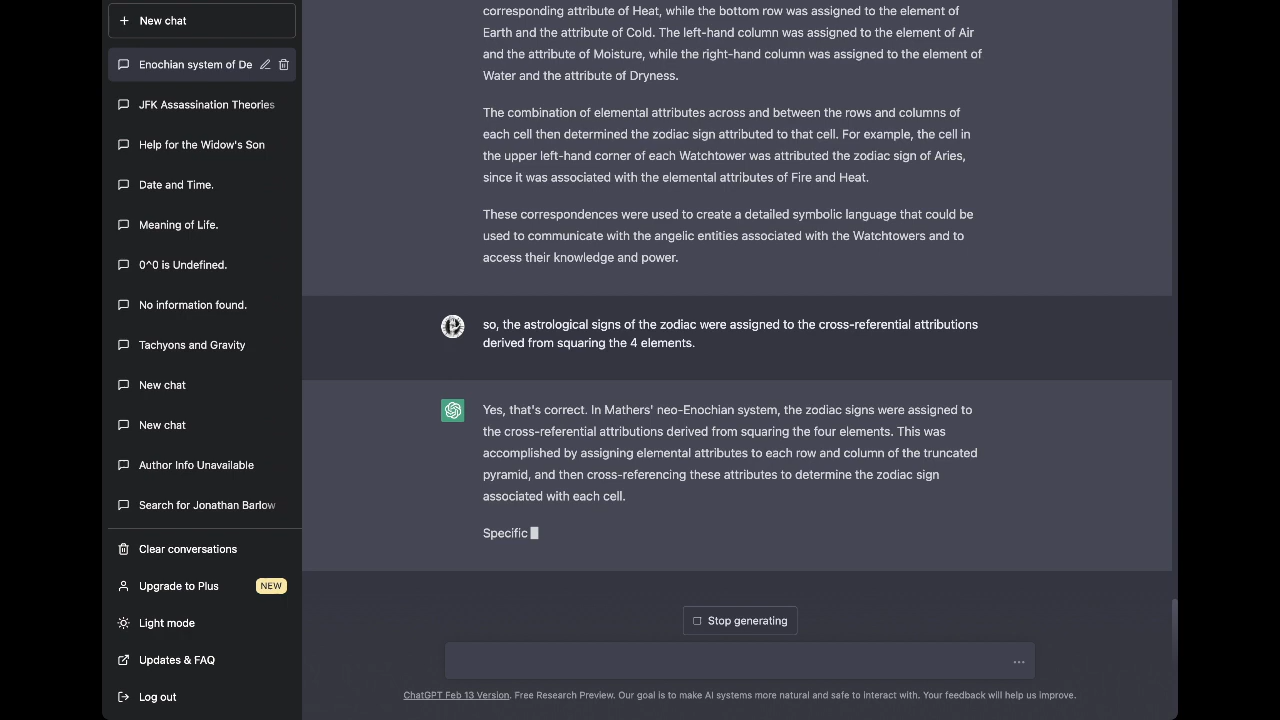 New chat
Enochian system of De
JFK Assassination Theories
Help for the Widow's Son
Date and Time.
Meaning of Life.
0^0 is Undefined.
No information found.
Tachyons and Gravity
New chat
New chat
Author Info Unavailable
Search for Jonathan Barlow
Clear conversations
Upgrade to Plus NEW
Light mode
Updates & FAQ
Log out
corresponding attribute of Heat, while the bottom row was assigned to the element of
Earth and the attribute of Cold. The left-hand column was assigned to the element of Air
and the attribute of Moisture, while the right-hand column was assigned to the element of
Water and the attribute of Dryness.
The combination of elemental attributes across and between the rows and columns of
each cell then determined the zodiac sign attributed to that cell. For example, the cell in
the upper left-hand corner of each Watchtower was attributed the zodiac sign of Aries,
since it was associated with the elemental attributes of Fire and Heat.
These correspondences were used to create a detailed symbolic language that could be
used to communicate with the angelic entities associated with the Watchtowers and to
access their knowledge and power.
so, the astrological signs of the zodiac were assigned to the cross-referential attributions
derived from squaring the 4 elements.
Yes, that's correct. In Mathers' neo-Enochian system, the zodiac signs were assigned to
the cross-referential attributions derived from squaring the four elements. This was
accomplished by assigning elemental attributes to each row and column of the truncated
pyramid, and then cross-referencing these attributes to determine the zodiac sign
associated with each cell.
Specific
Stop generating
ChatGPT Feb 13 Version. Free Research Preview. Our goal is to make AI systems more natural and safe to interact with. Your feedback will help us improve.